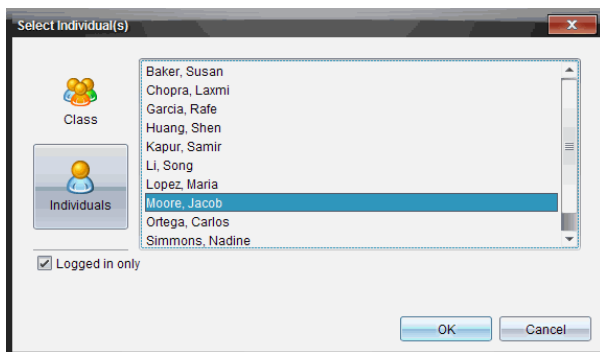 Select Individual(s)
Class
Individuals
Logged in only
Baker, Susan
Chopra, Laxmi
Garcia, Rafe
Huang, Shen
Kapur, Samir
Li, Song
Lopez, Maria
Moore, Jacob
Ortega, Carlos
Simmons, Nadine
OK
Cancel